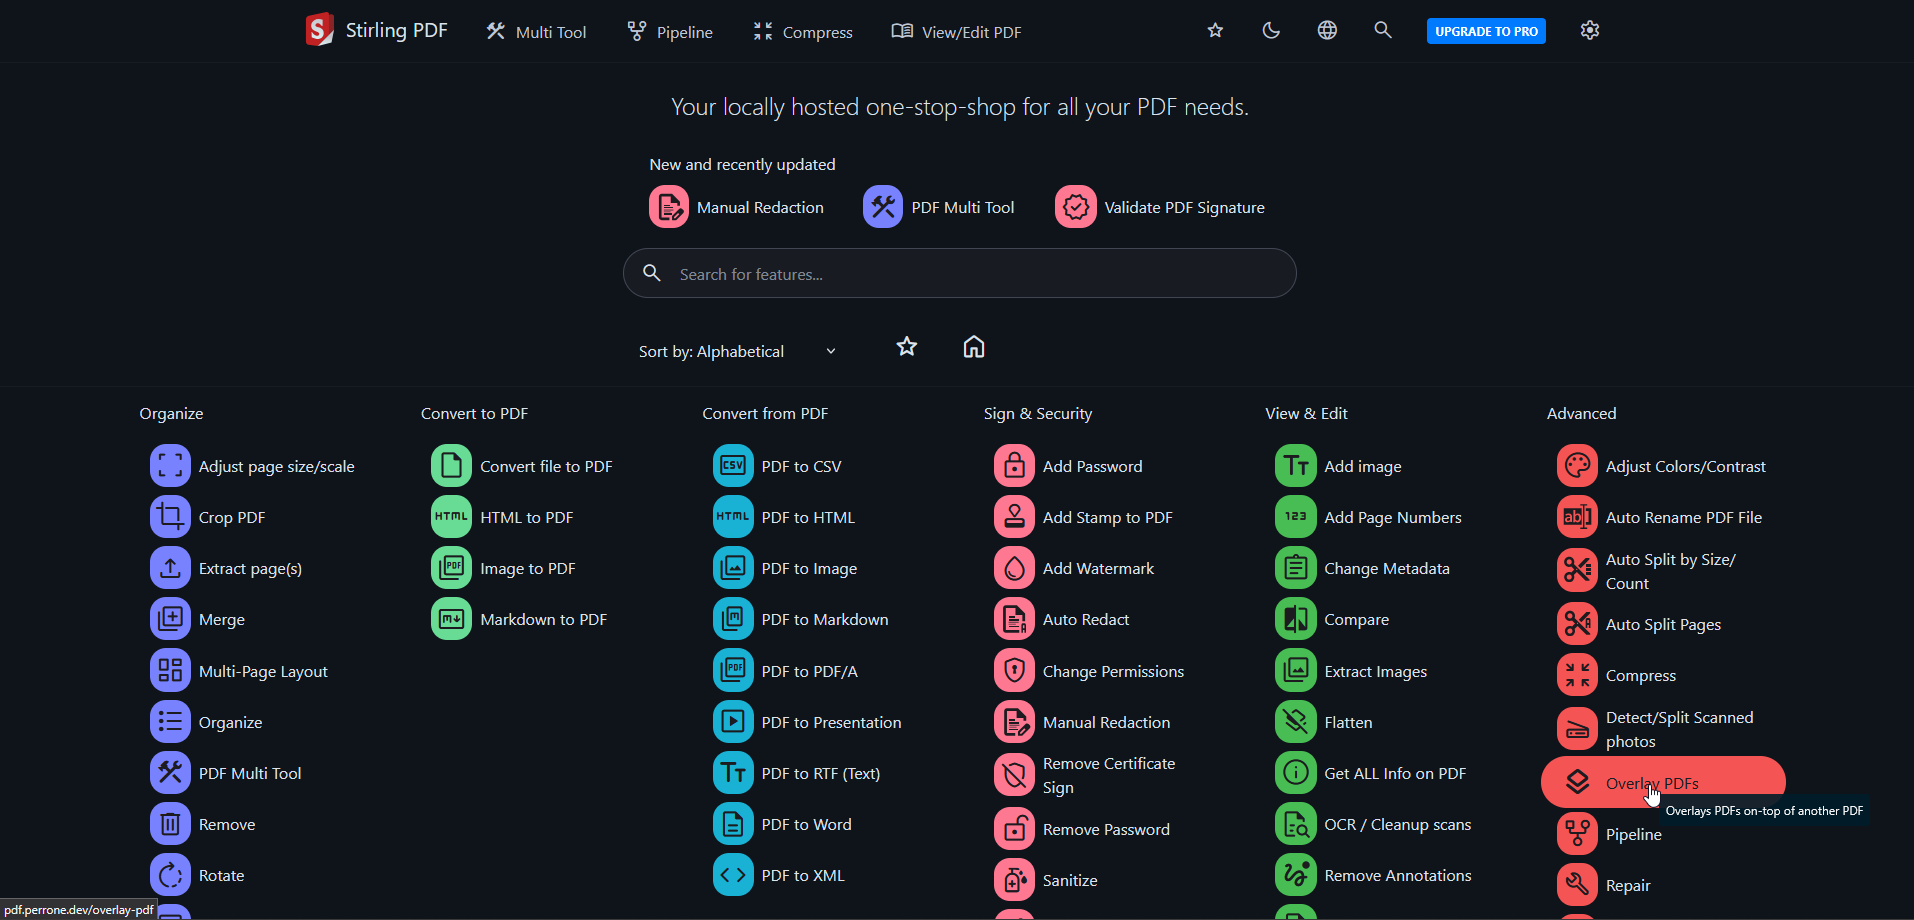 Stirling PDF
Multi Tool
Pipeline
Compress
View/Edit PDF
UPGRADE TO PRO
Your locally hosted one-stop-shop for all your PDF needs.
New and recently updated
Manual Redaction
PDF Multi Tool
Validate PDF Signature
Search for features...
Sort by: Alphabetical
Organize
Adjust page size/scale
Crop PDF
Extract page(s)
Merge
Multi-Page Layout
Organize
PDF Multi Tool
Remove
Rotate
Convert to PDF
Convert file to PDF
HTML
HTML to PDF
PDF
Image to PDF
Markdown to PDF
Convert from PDF
CSV
PDF to CSV
HTML
PDF to HTML
PDF to Image
PDF to Markdown
PDF
PDF to PDF/A
PDF to Presentation
PDF to RTF (Text)
PDF to Word
PDF to XML
Sign & Security
Add Password
Add Stamp to PDF
Add Watermark
Auto Redact
Change Permissions
Manual Redaction
Remove Certificate
Sign
Remove Password
Sanitize
View & Edit
Add image
123
Add Page Numbers
Change Metadata
Compare
Extract Images
Flatten
Get ALL Info on PDF
OCR / Cleanup scans
Remove Annotations
Advanced
Adjust Colors/Contrast
Auto Rename PDF File
Auto Split by Size/
Count
Auto Split Pages
Compress
Detect/Split Scanned
photos
Overlay PDFs
Overlays PDFs on-top of another PDF
Pipeline
Repair
pdf.perrone.dev/overlay-pdf